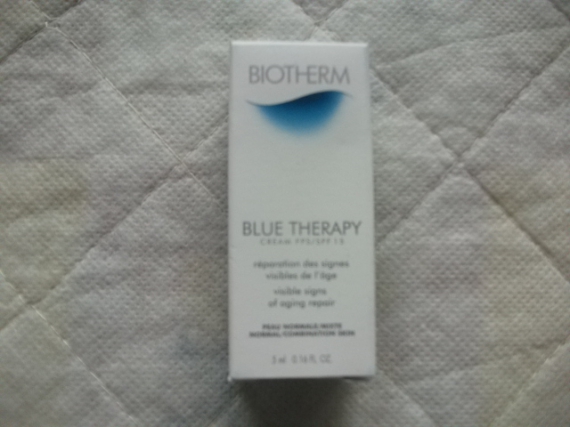 BIOTHERM
BLUE THERAPY
CREAM FPS/SPF 15
réparation des signes
visibles de l'âge
visible signs
of aging repair
PEAU NORMALE/MIXTE
NORMAL/COMBINATION SKIN
5 ml 0.16 FL. OZ.